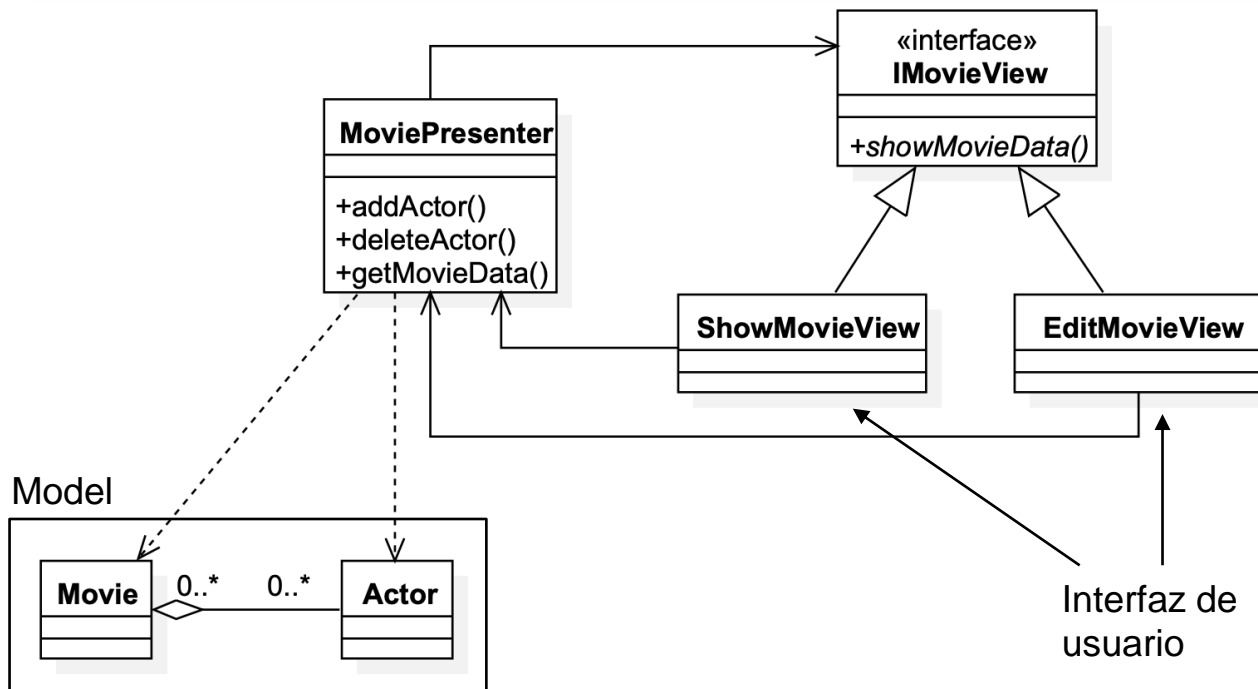 «interface»
IMovieView
+showMovieData()
MoviePresenter
+addActor()
+deleteActor()
+getMovieData()
ShowMovieView
EditMovieView
Model
Movie
0..*
0..*
Actor
Interfaz de
usuario